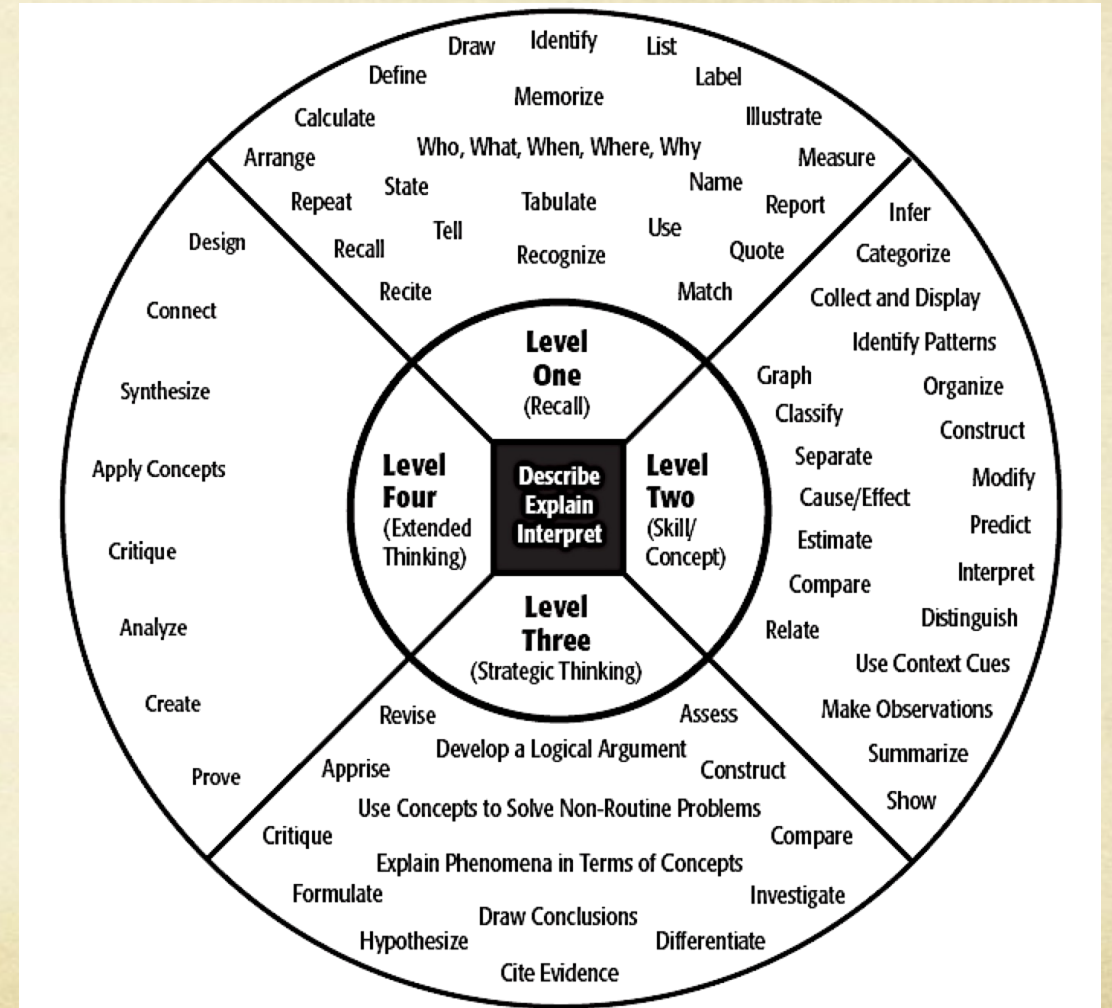 Draw
Identify
List
Define
Label
Memorize
Calculate
Illustrate
Who, What, When, Where, Why
Arrange
Measure
State
Name
Repeat
Tabulate
Report
Tell
Use
Recall
Recognize
Quote
Recite
Match
Level
One
(Recall)
Infer
Categorize
Collect and Display
Identify Patterns
Graph
Organize
Classify
Construct
Separate
Modify
Cause/Effect
Predict
Estimate
Interpret
Compare
Distinguish
Relate
Use Context Cues
Make Observations
Summarize
Show
Level
Two
(Skill/
Concept)
Describe
Explain
Interpret
Level
Three
(Strategic Thinking)
Revise
Assess
Develop a Logical Argument
Apprise
Construct
Use Concepts to Solve Non-Routine Problems
Critique
Compare
Explain Phenomena in Terms of Concepts
Formulate
Investigate
Draw Conclusions
Hypothesize
Differentiate
Cite Evidence
Level
Four
(Extended
Thinking)
Design
Connect
Synthesize
Apply Concepts
Critique
Analyze
Create
Prove